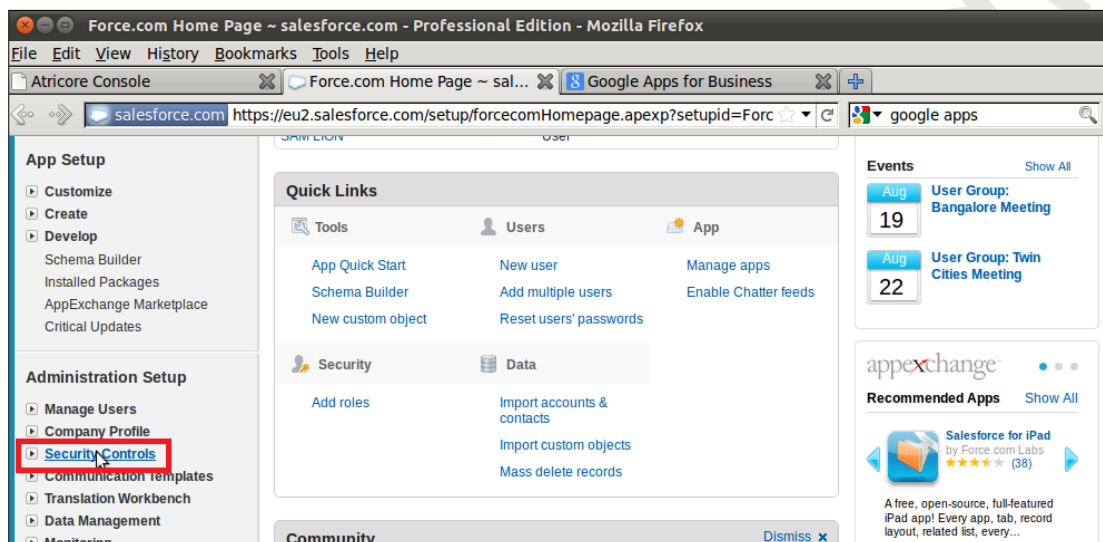 Force.com Home Page ~ salesforce.com - Professional Edition - Mozilla Firefox
File Edit View History Bookmarks Tools Help
Atricore Console
Force.com Home Page ~ sal...
Google Apps for Business
salesforce.com https://eu2.salesforce.com/setup/forcecomHomepage.apexp?setupid=Forc
google apps
App Setup
Customize
Create
Develop
Schema Builder
Installed Packages
AppExchange Marketplace
Critical Updates
Administration Setup
Manage Users
Company Profile
Security Controls
Communication Templates
Translation Workbench
Data Management
Monitoring
SAM LION User
Quick Links
Tools
App Quick Start
Schema Builder
New custom object
Users
New user
Add multiple users
Reset users' passwords
App
Manage apps
Enable Chatter feeds
Security
Add roles
Data
Import accounts &
contacts
Import custom objects
Mass delete records
Community Dismiss x
Events Show All
Aug
19
User Group:
Bangalore Meeting
Aug
22
User Group: Twin
Cities Meeting
appexchange
Recommended Apps Show All
Salesforce for iPad
by Force.com Labs
(38)
A free, open-source, full-featured
iPad app! Every app, tab, record
layout, related list, every…